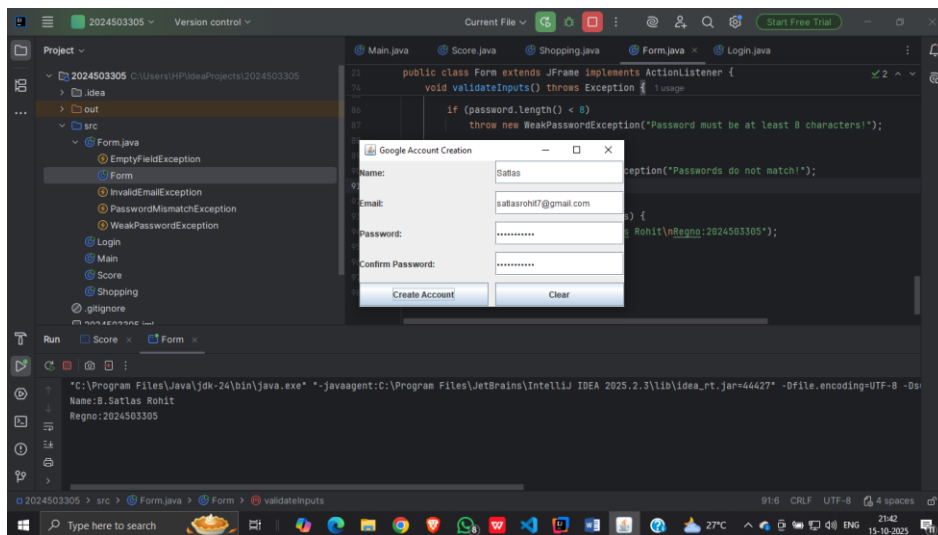 2024503305 Version control Current File Start Free Trial
Project Main.java Score.java Shopping.java Form.java Login.java
2024503305 C:\Users\HP\IdeaProjects\2024503305
.idea
out
src
Form.java
EmptyFieldException
Form
InvalidEmailException
PasswordMismatchException
WeakPasswordException
Login
Main
Score
Shopping
.gitignore
public class Form extends JFrame implements ActionListener { 2
74 void validateInputs() throws Exception { 1 usage
86 if (password.length() < 8)
87 throw new WeakPasswordException("Password must be at least 8 characters!");
ception("Passwords do not match!");
s) {
s Rohit\nRegno:2024503305");
Google Account Creation
Name: Satlas
Email: satlasrohit7@gmail.com
Password: •••••••••••
Confirm Password: •••••••••••
Create Account Clear
Run Score Form
"C:\Program Files\Java\jdk-24\bin\java.exe" "-javaagent:C:\Program Files\JetBrains\IntelliJ IDEA 2025.2.3\lib\idea_rt.jar=44427" -Dfile.encoding=UTF-8 -Dsu
Name:B.Satlas Rohit
Regno:2024503305
2024503305 > src > Form.java > Form > validateInputs 91:6 CRLF UTF-8 4 spaces
Type here to search 27°C ENG 21:42
15-10-2025